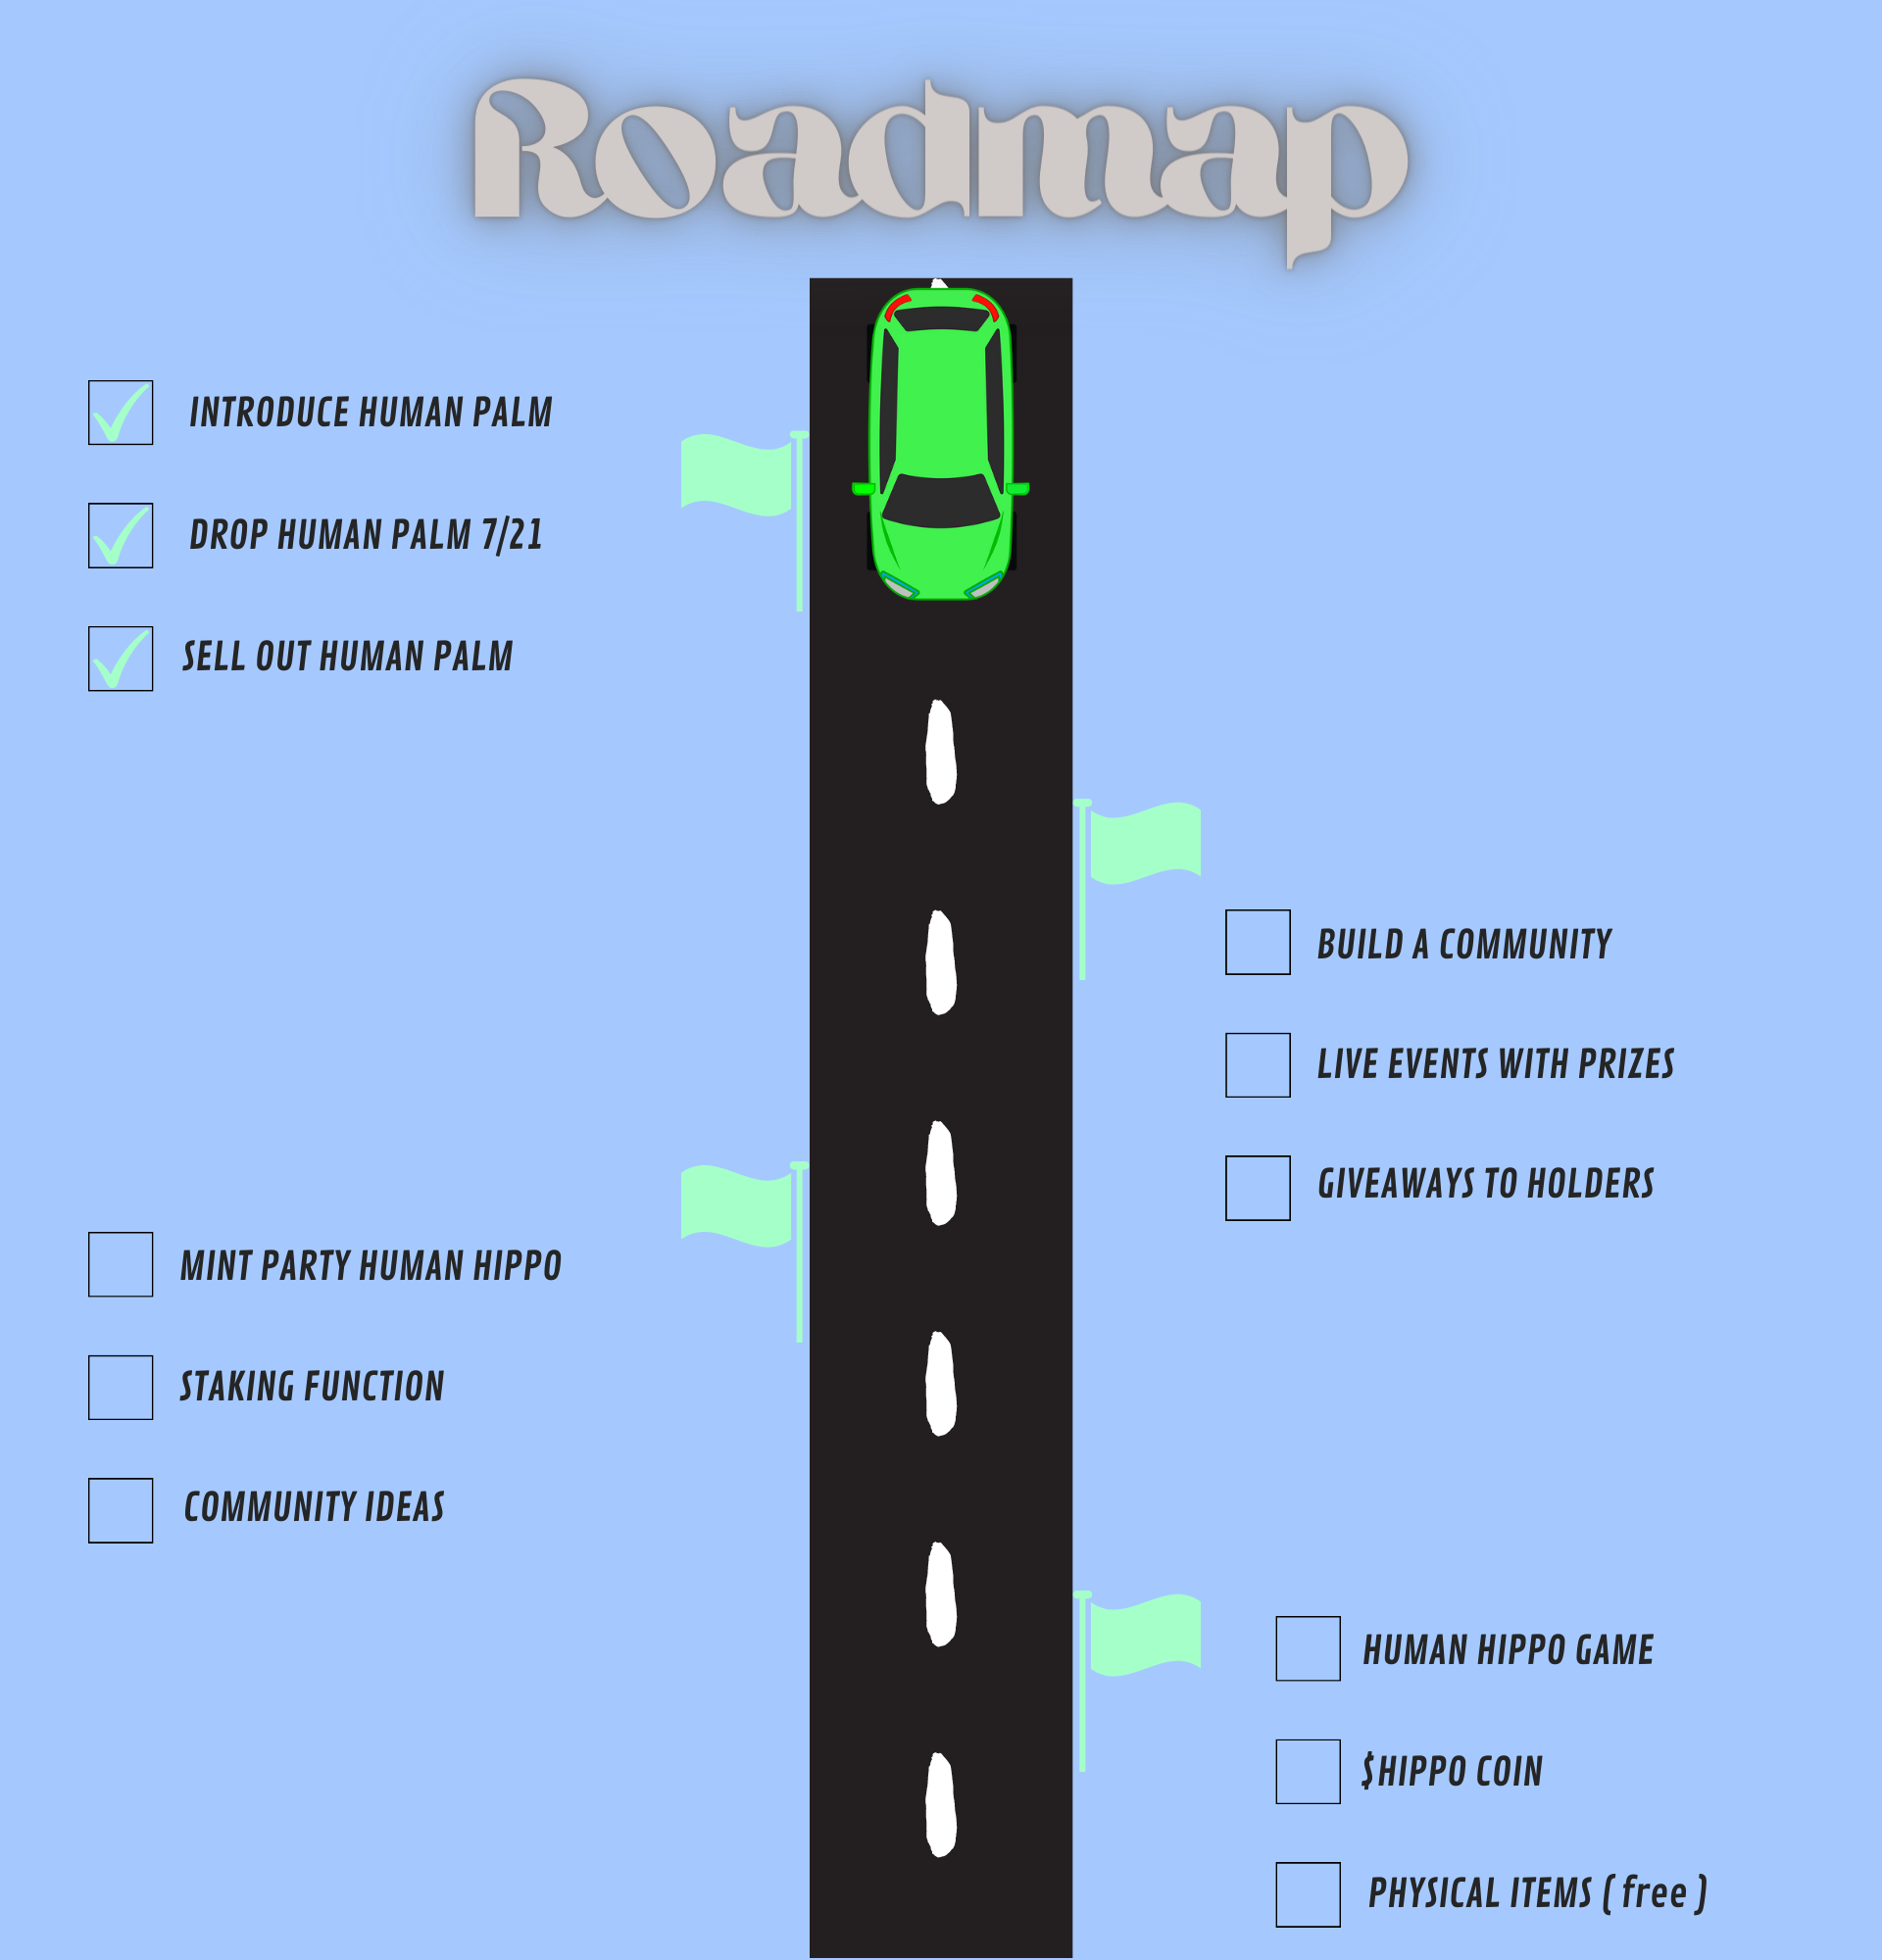 Roadmap
INTRODUCE HUMAN PALM
DROP HUMAN PALM 7/21
SELL OUT HUMAN PALM
BUILD A COMMUNITY
LIVE EVENTS WITH PRIZES
GIVEAWAYS TO HOLDERS
MINT PARTY HUMAN HIPPO
STAKING FUNCTION
COMMUNITY IDEAS
HUMAN HIPPO GAME
$HIPPO COIN
PHYSICAL ITEMS ( free )